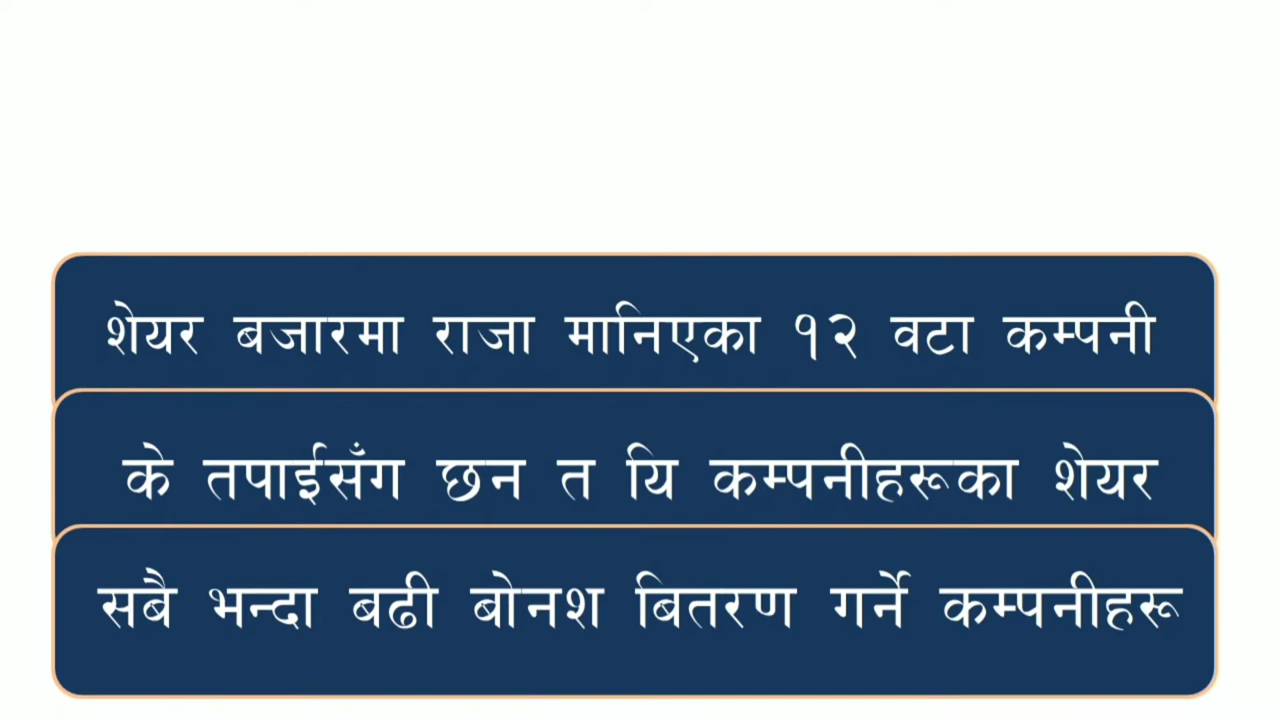 शेयर बजारमा राजा मानिएका १२ वटा कम्पनी
के तपाईसँग छन त यि कम्पनीहरूका शेयर
सबै भन्दा बढी बोनश बितरण गर्ने कम्पनीहरू